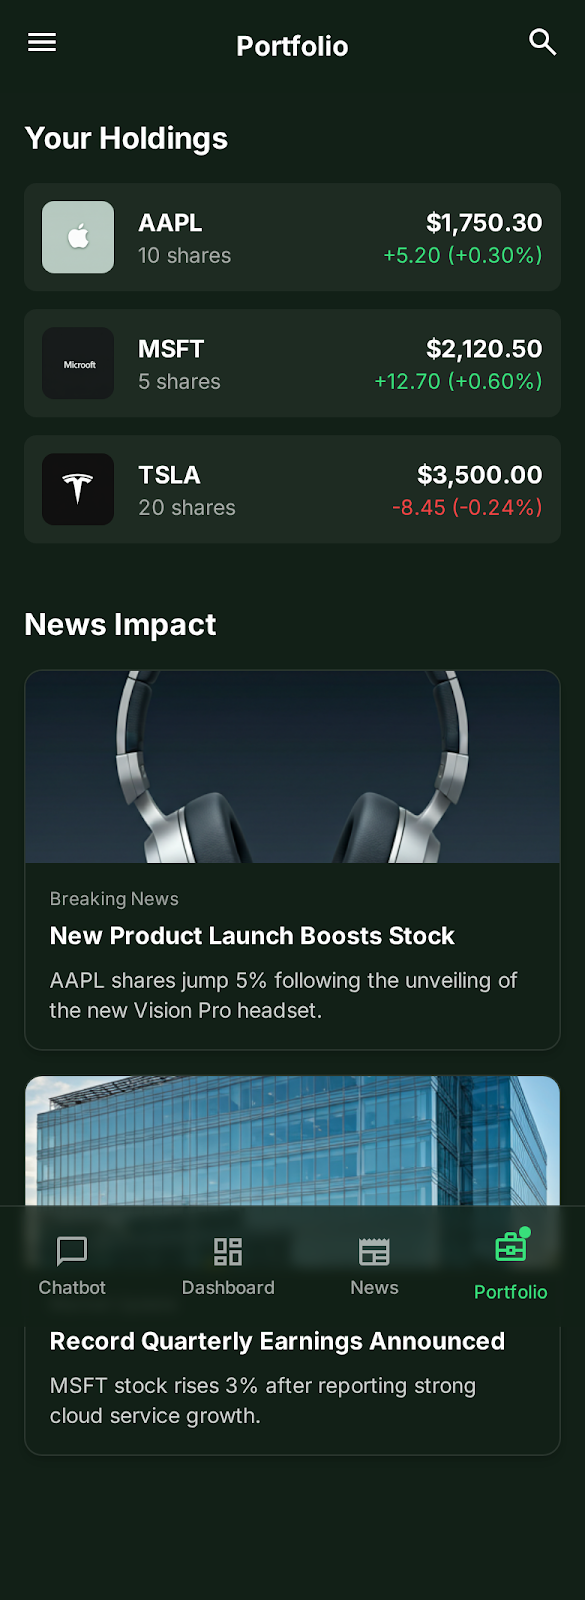 Portfolio
Your Holdings
AAPL
$1,750.30
10 shares
+5.20 (+0.30%)
Microoft
MSFT
$2,120.50
5 shares
+12.70 (+0.60%)
TSLA
$3,500.00
20 shares
-8.45 (-0.24%)
News Impact
Breaking News
New Product Launch Boosts Stock
AAPL shares jump 5% following the unveiling of
the new Vision Pro headset.
Chatbot
Dashboard
News
Portfolio
Record Quarterly Earnings Announced
MSFT stock rises 3% after reporting strong
cloud service growth.